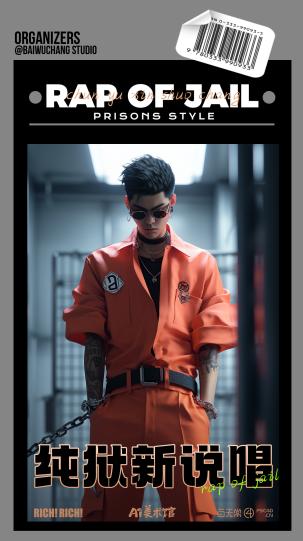 ORGANIZERS
@BAIWUCHANG STUDIO
RAP OF JAIL
PRISONS STYLE
纯狱新说唱
rap of jail
RICH! RICH!
AI美术馆